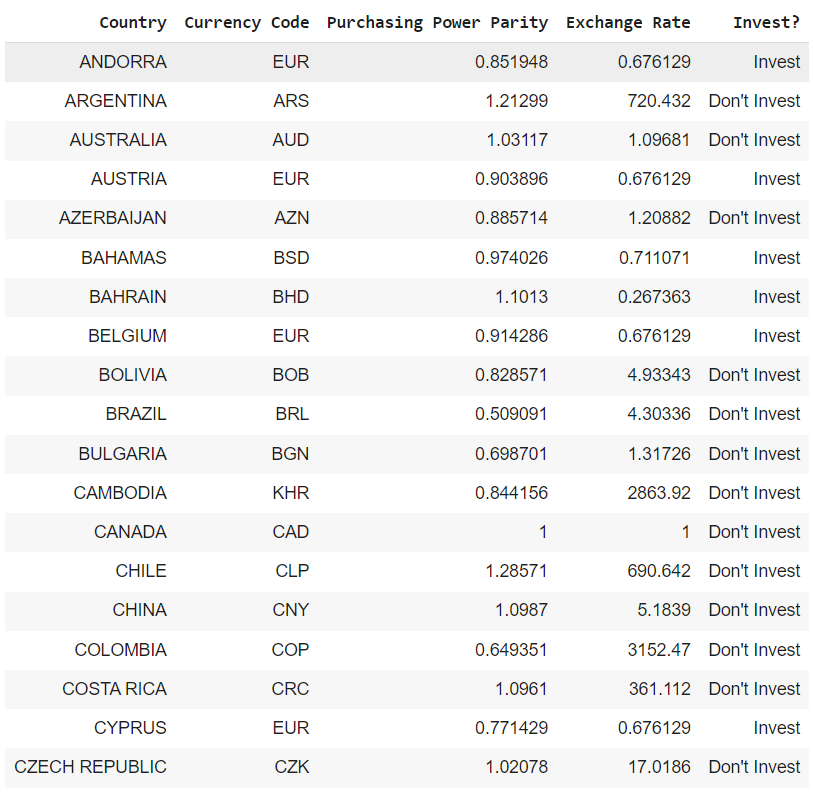 Country Currency Code Purchasing Power Parity Exchange Rate Invest?
ANDORRA EUR 0.851948 0.676129 Invest
ARGENTINA ARS 1.21299 720.432 Don't Invest
AUSTRALIA AUD 1.03117 1.09681 Don't Invest
AUSTRIA EUR 0.903896 0.676129 Invest
AZERBAIJAN AZN 0.885714 1.20882 Don't Invest
BAHAMAS BSD 0.974026 0.711071 Invest
BAHRAIN BHD 1.1013 0.267363 Invest
BELGIUM EUR 0.914286 0.676129 Invest
BOLIVIA BOB 0.828571 4.93343 Don't Invest
BRAZIL BRL 0.509091 4.30336 Don't Invest
BULGARIA BGN 0.698701 1.31726 Don't Invest
CAMBODIA KHR 0.844156 2863.92 Don't Invest
CANADA CAD 1 1 Don't Invest
CHILE CLP 1.28571 690.642 Don't Invest
CHINA CNY 1.0987 5.1839 Don't Invest
COLOMBIA COP 0.649351 3152.47 Don't Invest
COSTA RICA CRC 1.0961 361.112 Don't Invest
CYPRUS EUR 0.771429 0.676129 Invest
CZECH REPUBLIC CZK 1.02078 17.0186 Don't Invest